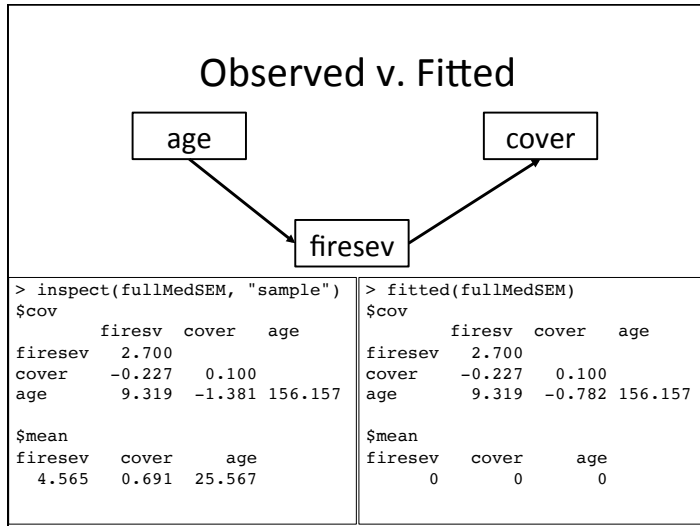 Observed v. Fitted
age
cover
firesev
> inspect(fullMedSEM, "sample")
$cov
firesv cover age
firesev 2.700
cover -0.227 0.100
age 9.319 -1.381 156.157
$mean
firesev cover age
4.565 0.691 25.567
> fitted(fullMedSEM)
$cov
firesv cover age
firesev 2.700
cover -0.227 0.100
age 9.319 -0.782 156.157
$mean
firesev cover age
0 0 0